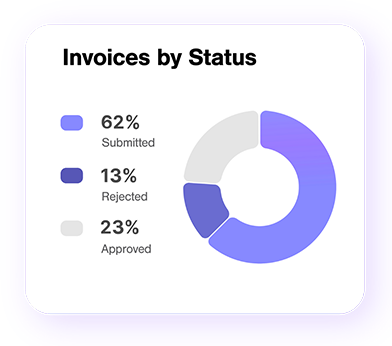 Invoices by Status
62%
Submitted
13%
Rejected
23%
Approved